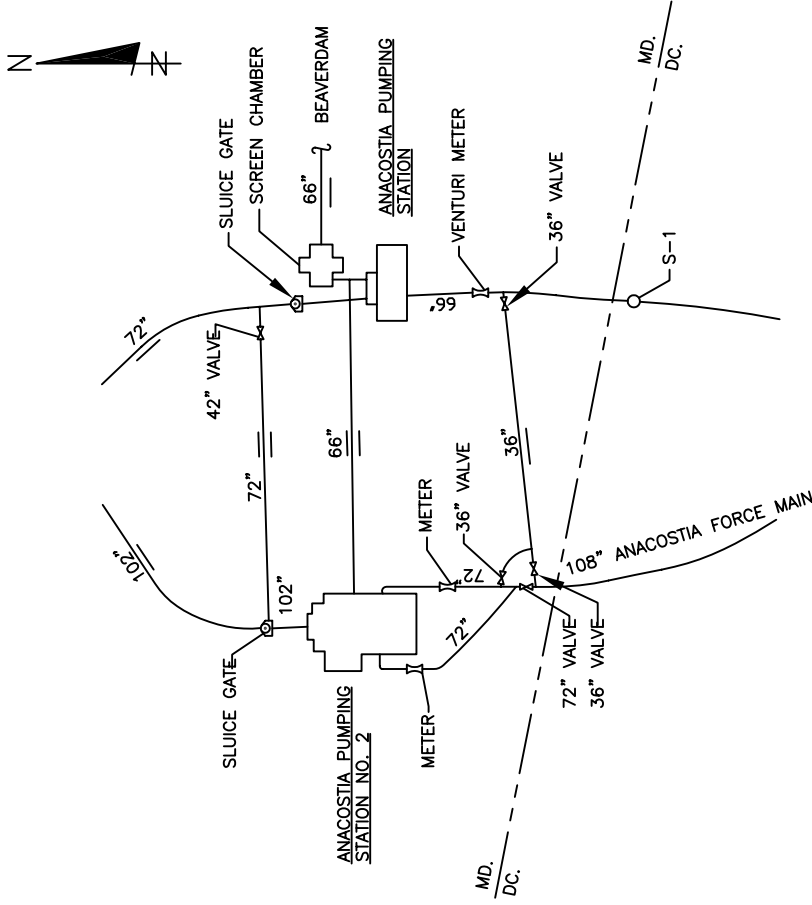 N
N
SLUICE GATE
SCREEN CHAMBER
66"
BEAVERDAM
ANACOSTIA PUMPING
STATION
VENTURI METER
36" VALVE
MD.
DC.
S-1
72"
42" VALVE
66"
72"
66"
36"
102"
102"
SLUICE GATE
ANACOSTIA PUMPING
STATION NO. 2
METER
36" VALVE
72"
72"
METER
108" ANACOSTIA FORCE MAIN
72" VALVE
36" VALVE
MD.
DC.